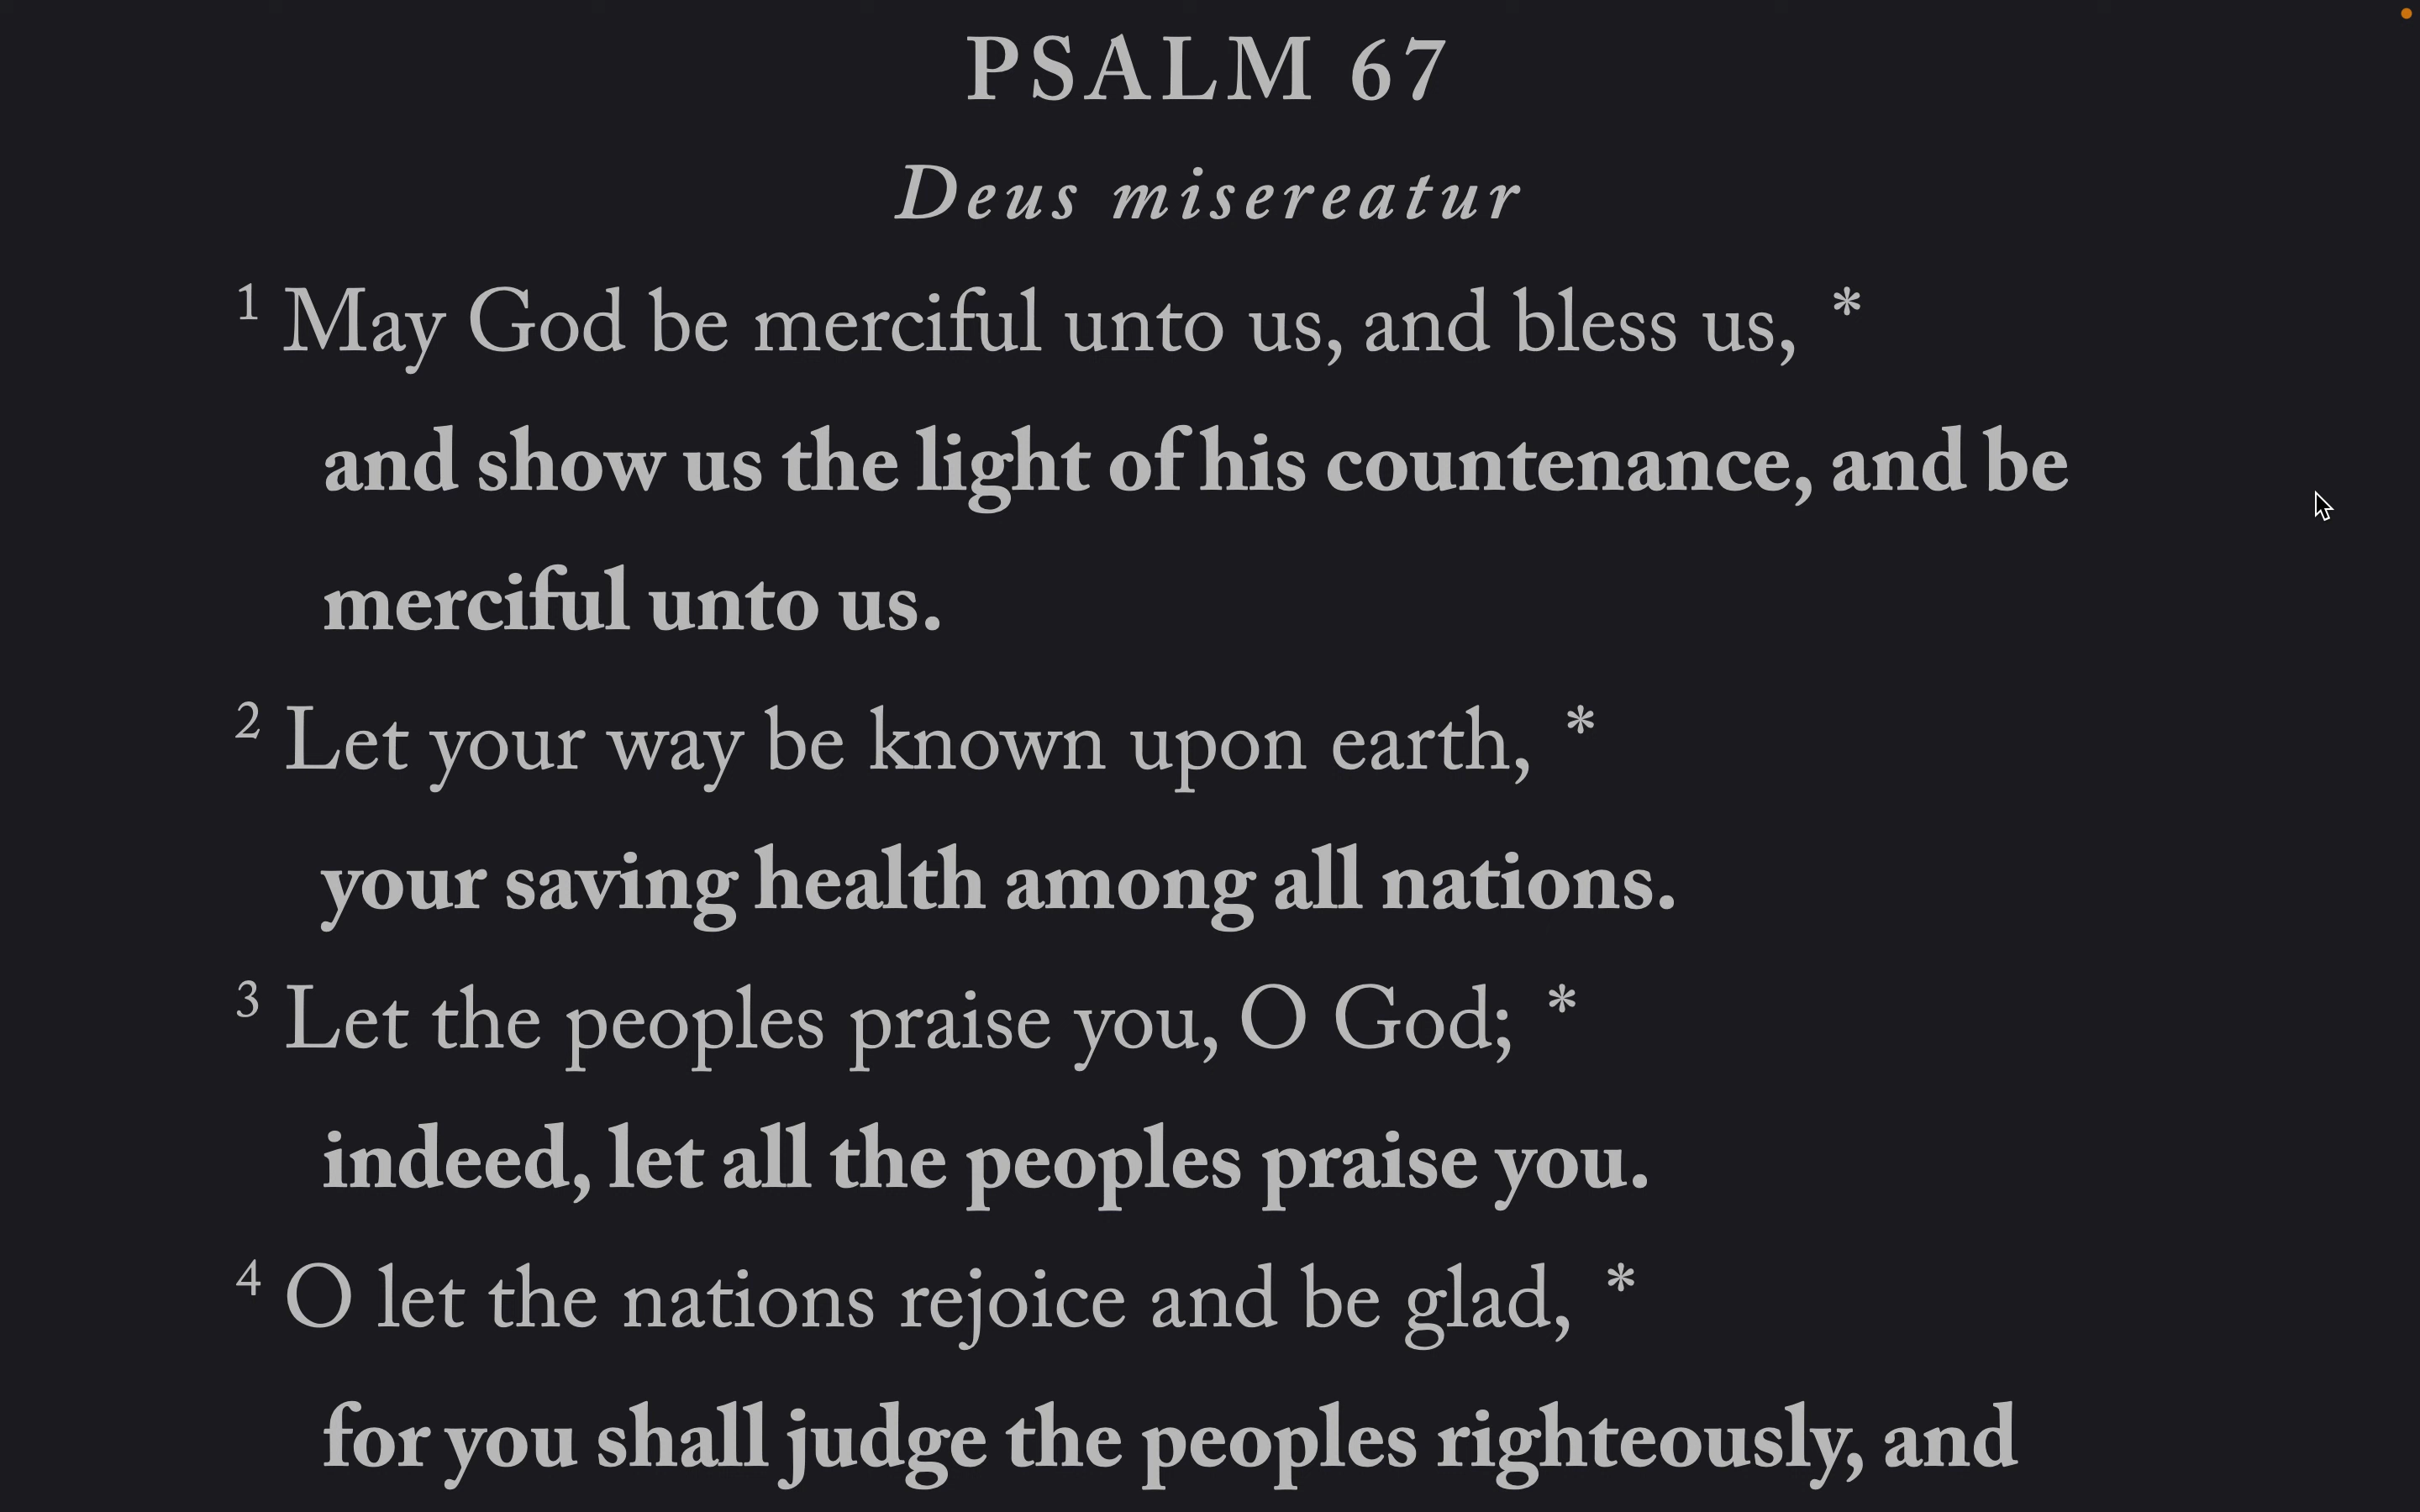 PSALM 67
Deus misereatur
1 May God be merciful unto us, and bless us, *
and show us the light of his countenance, and be
merciful unto us.
2 Let your way be known upon earth, *
your saving health among all nations.
3 Let the peoples praise you, O God; *
indeed, let all the peoples praise you.
4 O let the nations rejoice and be glad, *
for you shall judge the peoples righteously, and